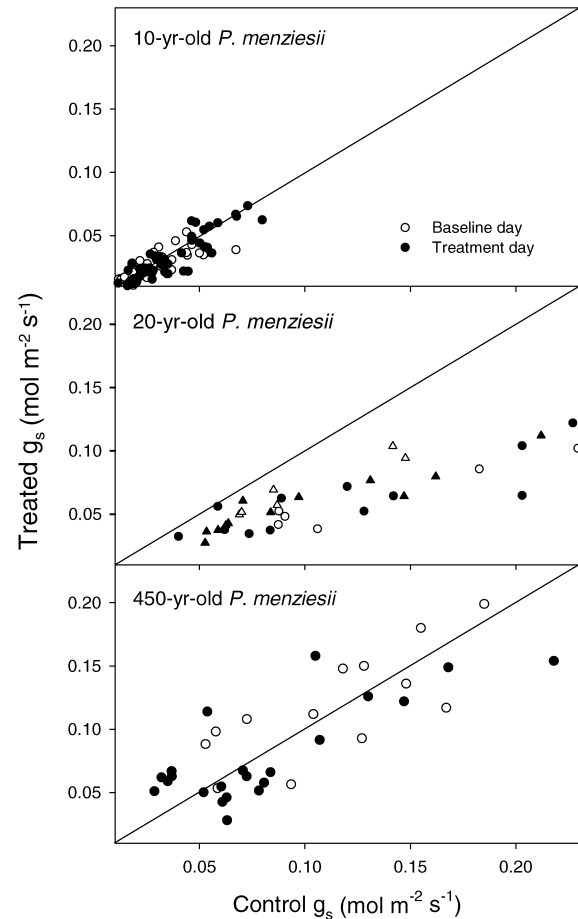 10-yr-old P. menziesii
0.20
0.15
0.10
0.05
Baseline day
Treatment day
20-yr-old P. menziesii
0.20
0.15
0.10
0.05
450-yr-old P. menziesii
0.20
0.15
0.10
0.05
0.05 0.10 0.15 0.20
Treated gs (mol m-2 s-1)
Control gs (mol m-2 s-1)